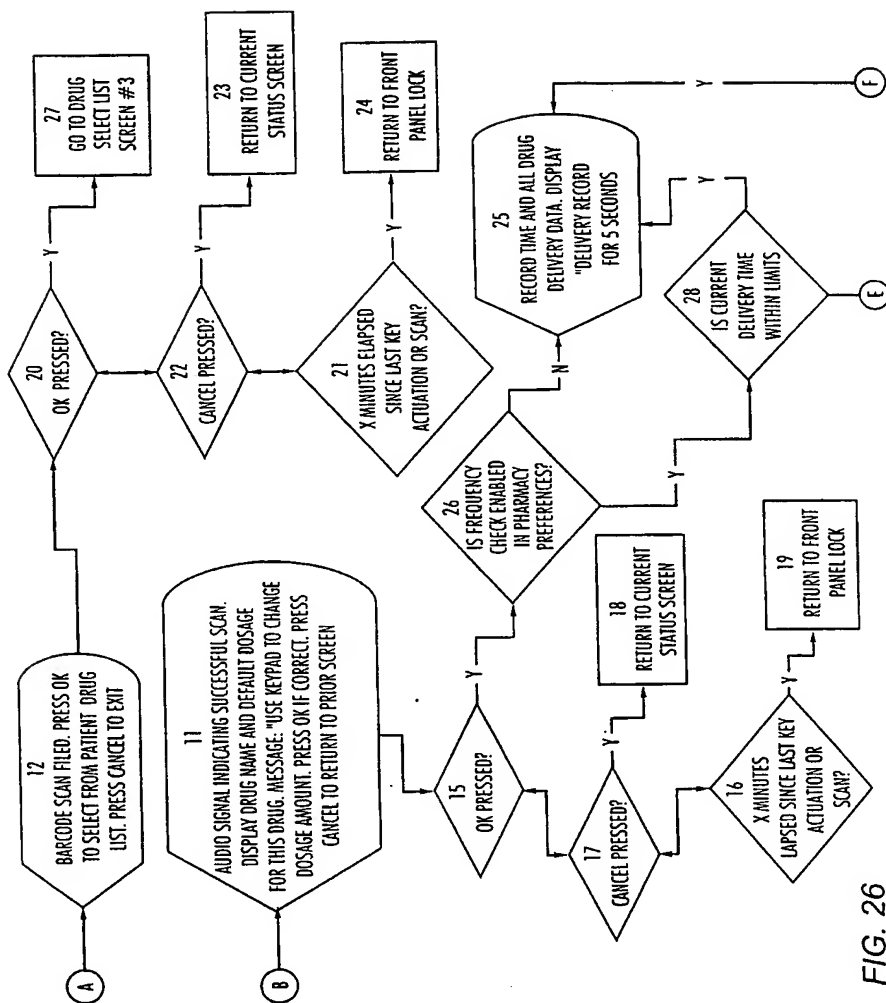 A
12
BARCODE SCAN FILED. PRESS OK
TO SELECT FROM PATIENT DRUG
LIST. PRESS CANCEL TO EXIT
20
OK PRESSED?
Y
27
GO TO DRUG
SELECT LIST
SCREEN #3
22
CANCEL PRESSED?
Y
23
RETURN TO CURRENT
STATUS SCREEN
21
X MINUTES ELAPSED
SINCE LAST KEY
ACTUATION OR SCAN?
Y
24
RETURN TO FRONT
PANEL LOCK
B
11
AUDIO SIGNAL INDICATING SUCCESSFUL SCAN.
DISPLAY DRUG NAME AND DEFAULT DOSAGE
FOR THIS DRUG. MESSAGE: "USE KEYPAD TO CHANGE
DOSAGE AMOUNT. PRESS OK IF CORRECT. PRESS
CANCEL TO RETURN TO PRIOR SCREEN
15
OK PRESSED?
Y
17
CANCEL PRESSED?
Y
18
RETURN TO CURRENT
STATUS SCREEN
16
X MINUTES
LAPSED SINCE LAST KEY
ACTUATION OR
SCAN?
Y
19
RETURN TO FRONT
PANEL LOCK
26
IS FREQUENCY
CHECK ENABLED
IN PHARMACY
PREFERENCES?
N
Y
25
RECORD TIME AND ALL DRUG
DELIVERY DATA. DISPLAY
"DELIVERY RECORD
FOR 5 SECONDS
28
IS CURRENT
DELIVERY TIME
WITHIN LIMITS
Y
Y
E
F
FIG. 26